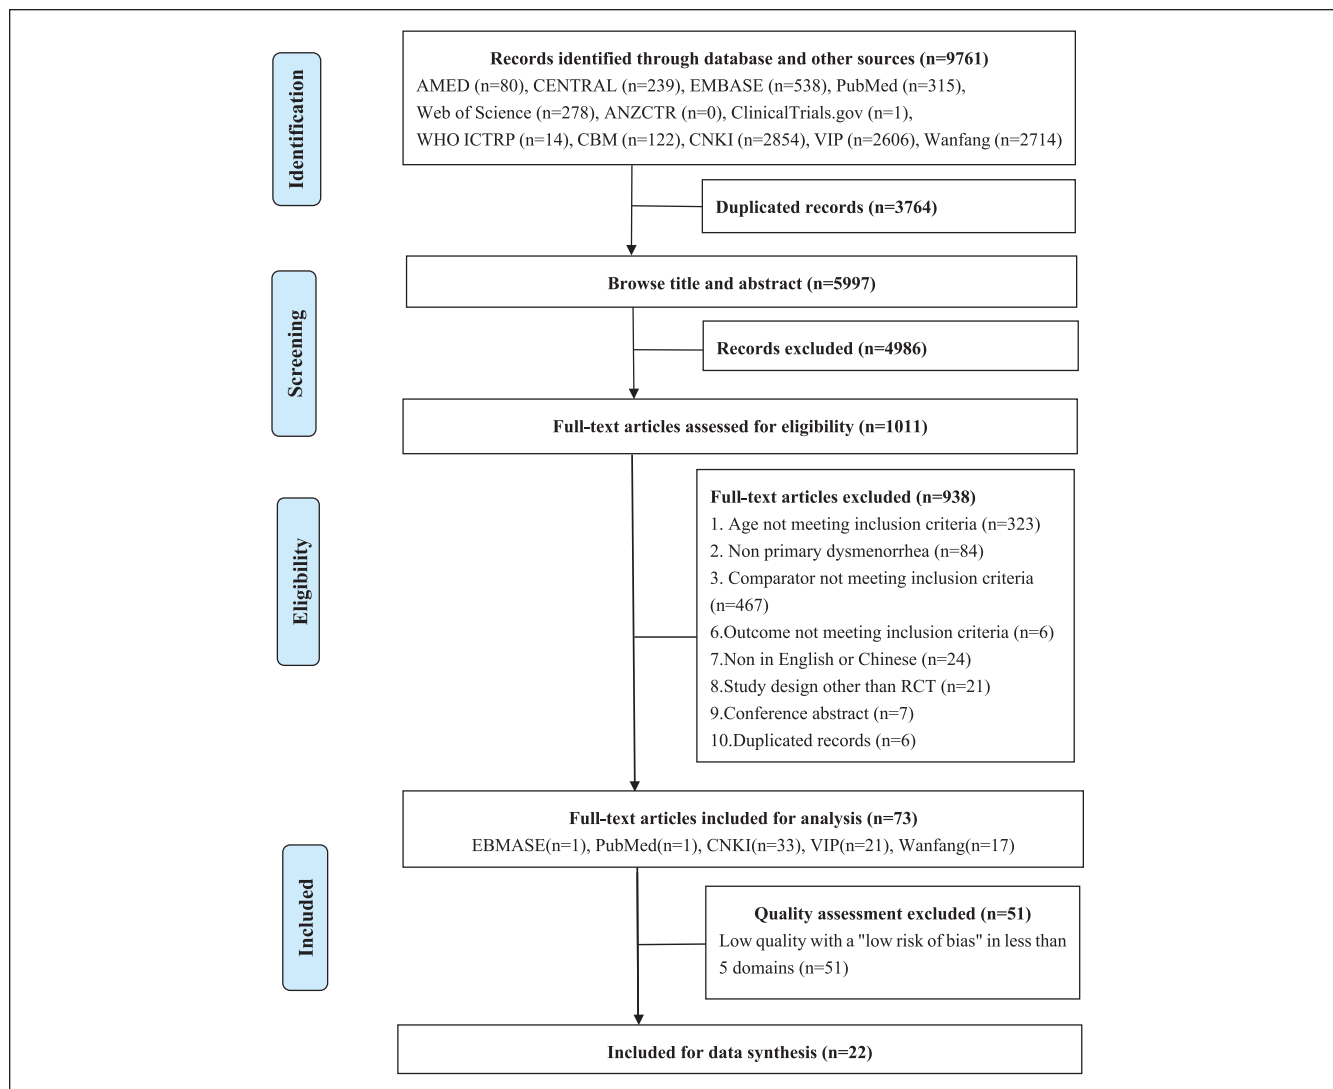 Identification
Records identified through database and other sources (n=9761)
AMED (n=80), CENTRAL (n=239), EMBASE (n=538), PubMed (n=315),
Web of Science (n=278), ANZCTR (n=0), ClinicalTrials.gov (n=1),
WHO ICTRP (n=14), CBM (n=122), CNKI (n=2854), VIP (n=2606), Wanfang (n=2714)
Duplicated records (n=3764)
Screening
Browse title and abstract (n=5997)
Records excluded (n=4986)
Full-text articles assessed for eligibility (n=1011)
Eligibility
Full-text articles excluded (n=938)
1. Age not meeting inclusion criteria (n=323)
2. Non primary dysmenorrhea (n=84)
3. Comparator not meeting inclusion criteria
(n=467)
6.Outcome not meeting inclusion criteria (n=6)
7.Non in English or Chinese (n=24)
8.Study design other than RCT (n=21)
9.Conference abstract (n=7)
10.Duplicated records (n=6)
Included
Full-text articles included for analysis (n=73)
EBMASE(n=1), PubMed(n=1), CNKI(n=33), VIP(n=21), Wanfang(n=17)
Quality assessment excluded (n=51)
Low quality with a "low risk of bias" in less than
5 domains (n=51)
Included for data synthesis (n=22)